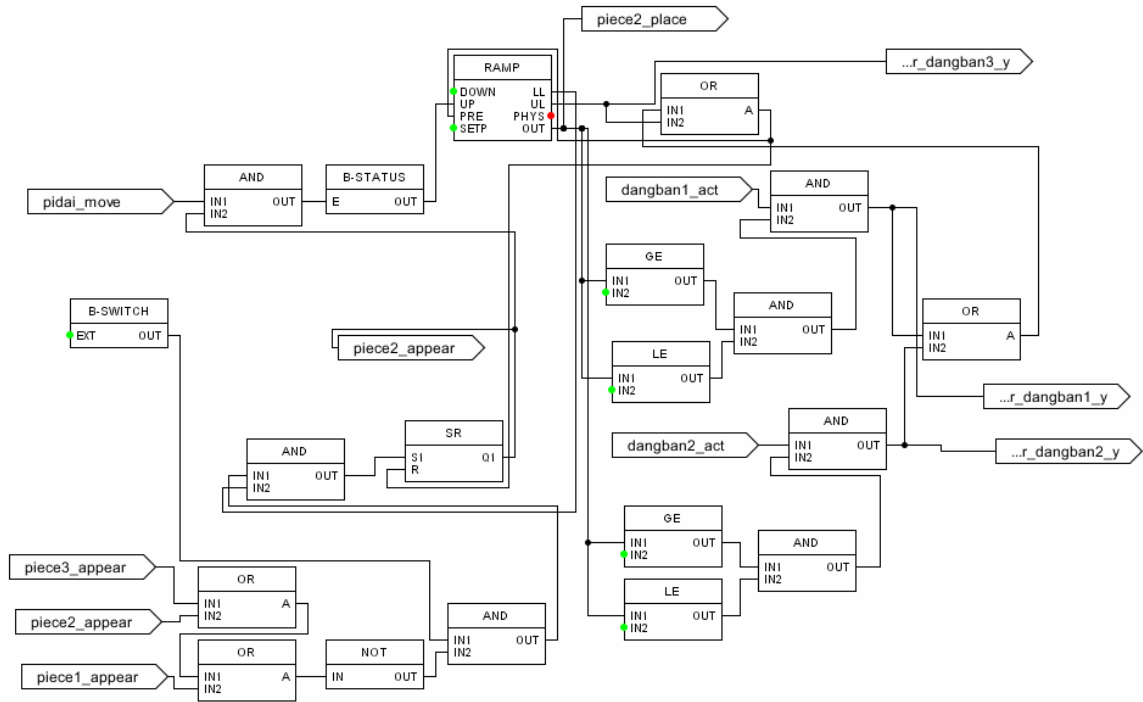 piece2_place
RAMP
DOWN LL
UP UL
PRE PHYS
SETP OUT
...r_dangban3_y
OR
IN1 A
IN2
AND
IN1 OUT
IN2
B-STATUS
E OUT
pidai_move
dangban1_act
AND
IN1 OUT
IN2
GE
IN1 OUT
IN2
AND
IN1 OUT
IN2
OR
IN1 A
IN2
B-SWITCH
EXT OUT
piece2_appear
LE
IN1 OUT
IN2
...r_dangban1_y
AND
IN1 OUT
IN2
SR
S1 Q1
R
dangban2_act
AND
IN1 OUT
IN2
...r_dangban2_y
GE
IN1 OUT
IN2
AND
IN1 OUT
IN2
LE
IN1 OUT
IN2
piece3_appear
OR
IN1 A
IN2
piece2_appear
AND
IN1 OUT
IN2
OR
IN1 A
IN2
NOT
IN OUT
piece1_appear